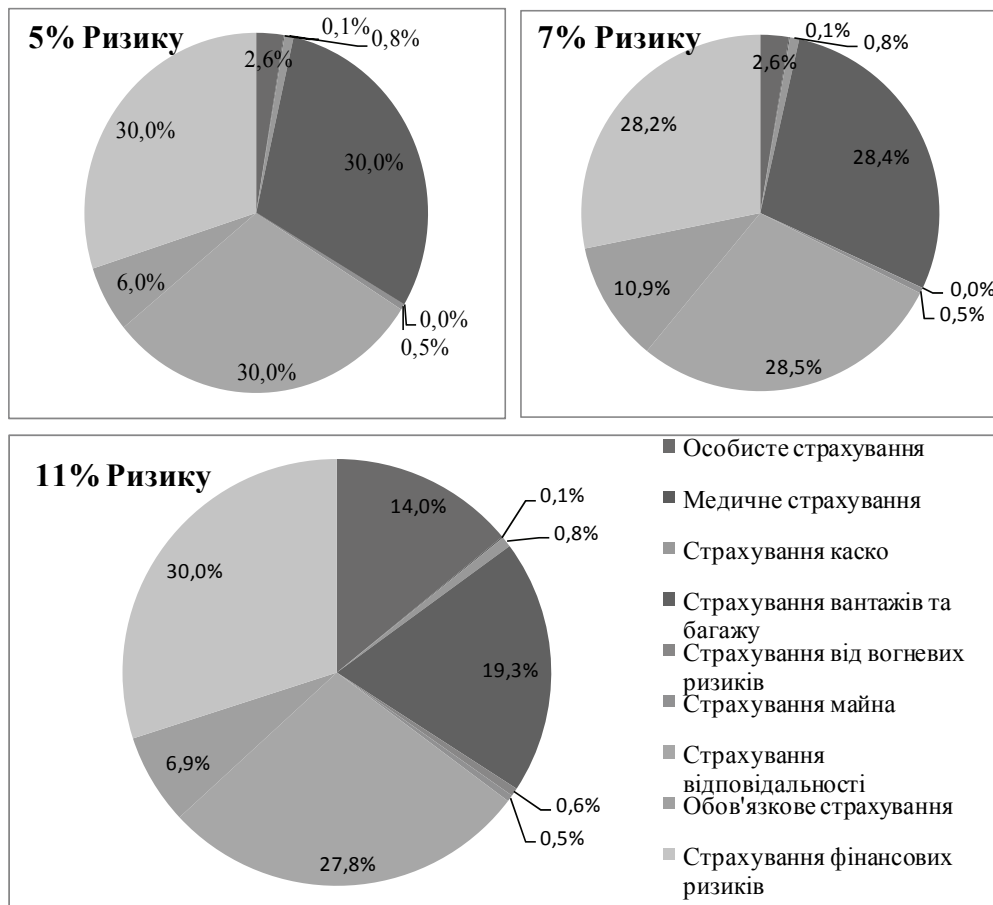 5% Ризику
2,6%
0,1%
0,8%
30,0%
30,0%
6,0%
0,0%
0,5%
30,0%
7% Ризику
2,6%
0,1%
0,8%
28,2%
28,4%
10,9%
0,0%
0,5%
28,5%
11% Ризику
14,0%
0,1%
0,8%
30,0%
19,3%
6,9%
0,6%
0,5%
27,8%
Особисте страхування
Медичне страхування
Страхування каско
Страхування вантажів та
багажу
Страхування від вогневих
ризиків
Страхування майна
Страхування
відповідальності
Обов'язкове страхування
Страхування фінансових
ризиків